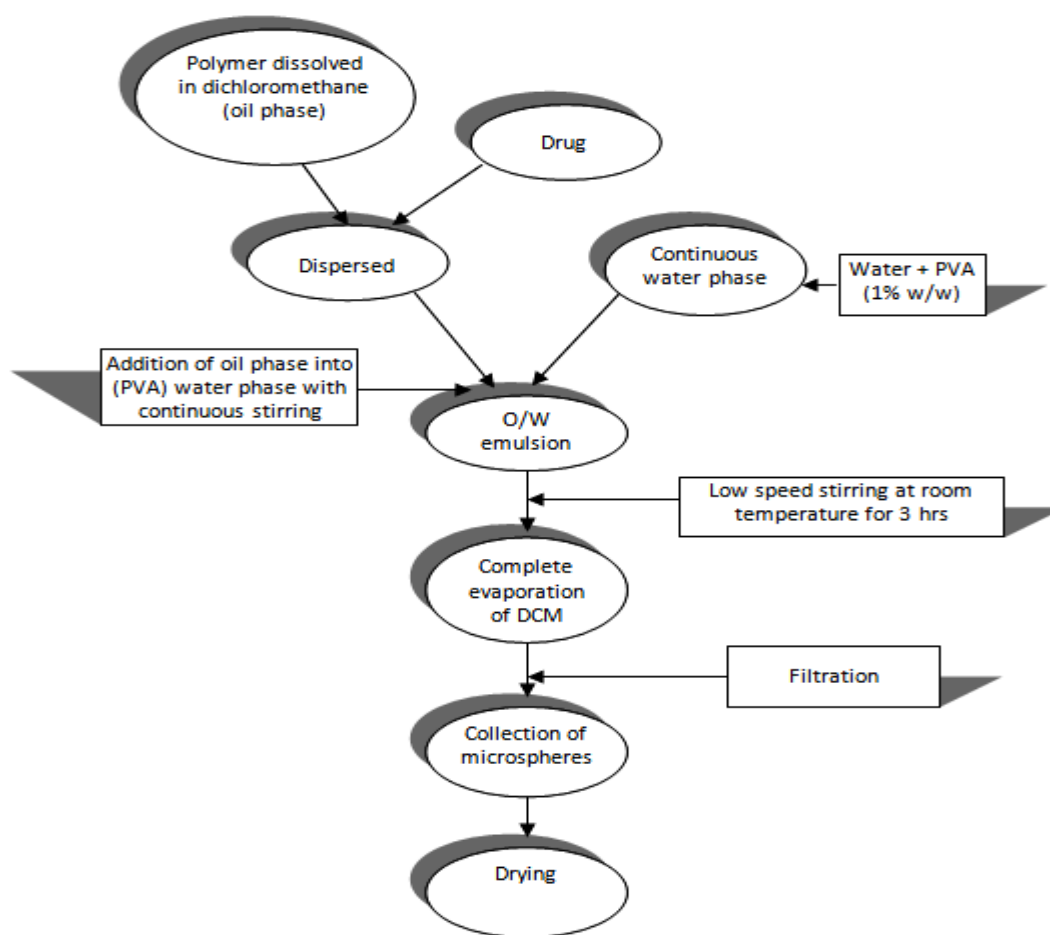 Polymer dissolved
in dichloromethane
(oil phase)
Drug
Dispersed
Continuous
water phase
Water + PVA
(1% w/w)
Addition of oil phase into
(PVA) water phase with
continuous stirring
O/W
emulsion
Low speed stirring at room
temperature for 3 hrs
Complete
evaporation
of DCM
Filtration
Collection of
microspheres
Drying